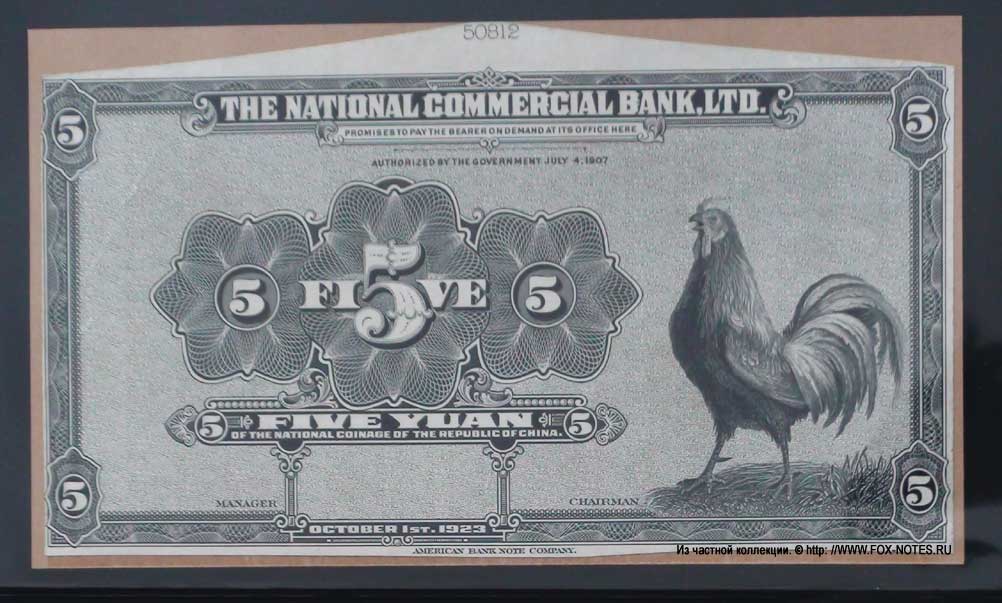 50812
THE NATIONAL COMMERCIAL BANK, LTD.
PROMISES TO PAY THE BEARER ON DEMAND AT ITS OFFICE HERE
AUTHORIZED BY THE GOVERNMENT JULY 4, 1907
5 5
5 FI5VE 5
5 FIVE YUAN 5
OF THE NATIONAL COINAGE OF THE REPUBLIC OF CHINA.
5 5
MANAGER CHAIRMAN
OCTOBER 1ST. 1923
AMERICAN BANK NOTE COMPANY.
Из частной коллекции. © http: //WWW.FOX-NOTES.РУ